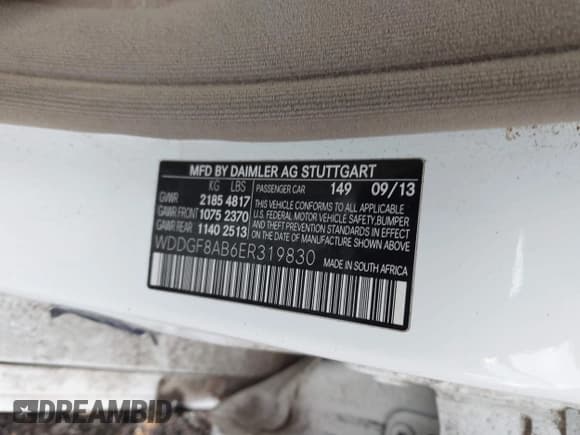 MFD BY DAIMLER AG STUTTGART
KG LBS PASSENGER CAR 149 09/13
GVWR 2185 4817 THIS VEHICLE CONFORMS TO ALL APPLICABLE
GAWR FRONT 1075 2370 U.S. FEDERAL MOTOR VEHICLE SAFETY, BUMPER
GAWR REAR 1140 2513 AND THEFT PREVENTION STANDARDS IN EFFECT
ON THE DATE OF MANUFACTURE SHOWN ABOVE.
WDDGF8AB6ER319830 MADE IN SOUTH AFRICA
DREAMBID